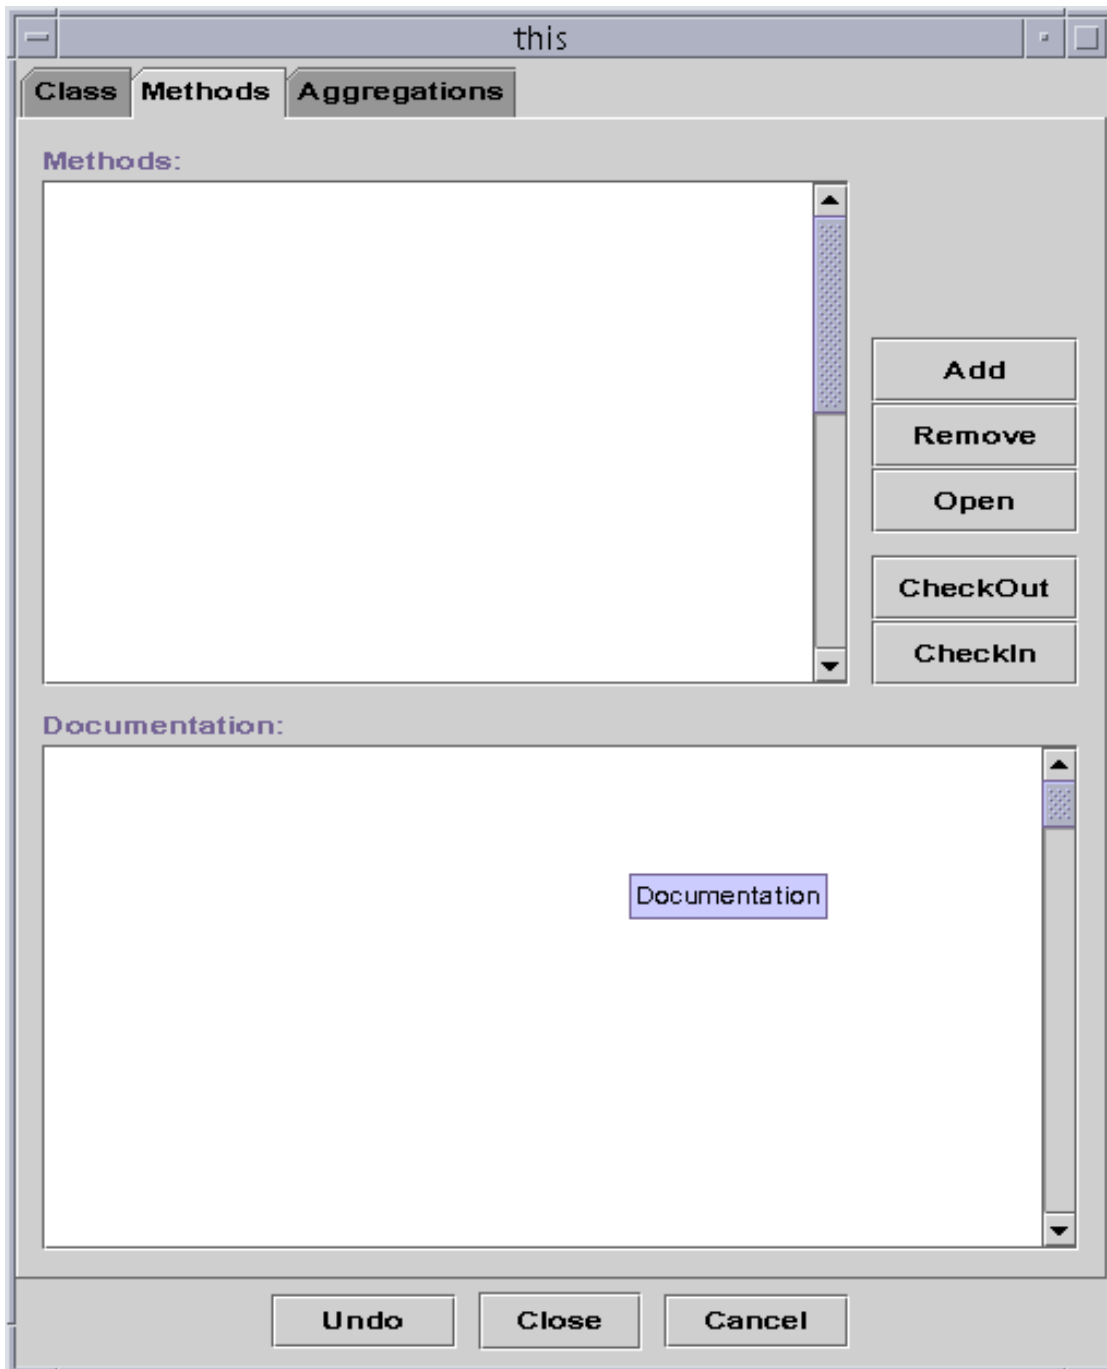 this
Class Methods Aggregations
Methods:
Add
Remove
Open
CheckOut
CheckIn
Documentation:
Documentation
Undo Close Cancel